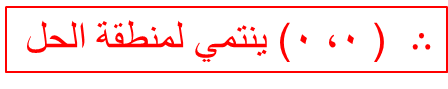 ∴ ( ٠ ، ٠ ) ينتمي لمنطقة الحل